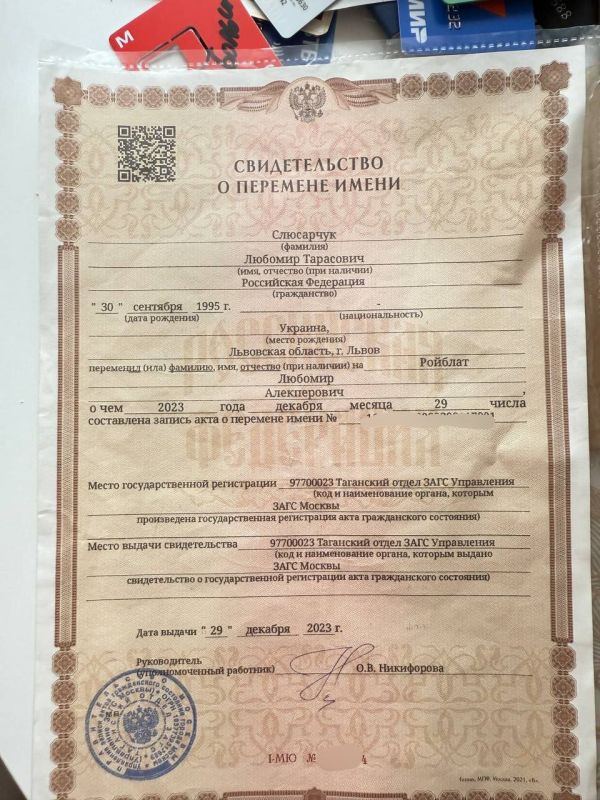 М
МИР
СВИДЕТЕЛЬСТВО
О ПЕРЕМЕНЕ ИМЕНИ
Слюсарчук
(фамилия)
Любомир Тарасович
(имя, отчество (при наличии)
Российская Федерация
(гражданство)
"30" сентября 1995 г. -
(дата рождения) (национальность)
Украина,
(место рождения)
Львовская область, г. Львов
переменил (ила) фамилию, имя, отчество (при наличии) на Ройблат
Любомир
Алекперович ,
о чем 2023 года декабря месяца 29 числа
составлена запись акта о перемене имени №
Место государственной регистрации 97700023 Таганский отдел ЗАГС Управления
(код и наименование органа, которым
ЗАГС Москвы
произведена государственная регистрация акта гражданского состояния)
Место выдачи свидетельства 97700023 Таганский отдел ЗАГС Управления
(код и наименование органа, которым выдано
ЗАГС Москвы
свидетельство о государственной регистрации акта гражданского состояния)
Дата выдачи "29" декабря 2023 г.
Руководитель
(уполномоченный работник) О.В. Никифорова
I-МЮ № 4